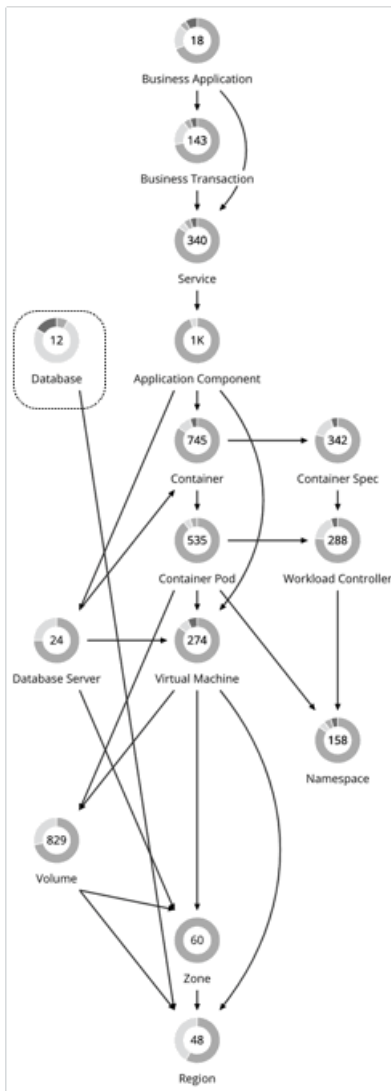 18
Business Application
143
Business Transaction
340
Service
12
Database
1K
Application Component
745
Container
342
Container Spec
535
Container Pod
288
Workload Controller
24
Database Server
274
Virtual Machine
158
Namespace
829
Volume
60
Zone
48
Region